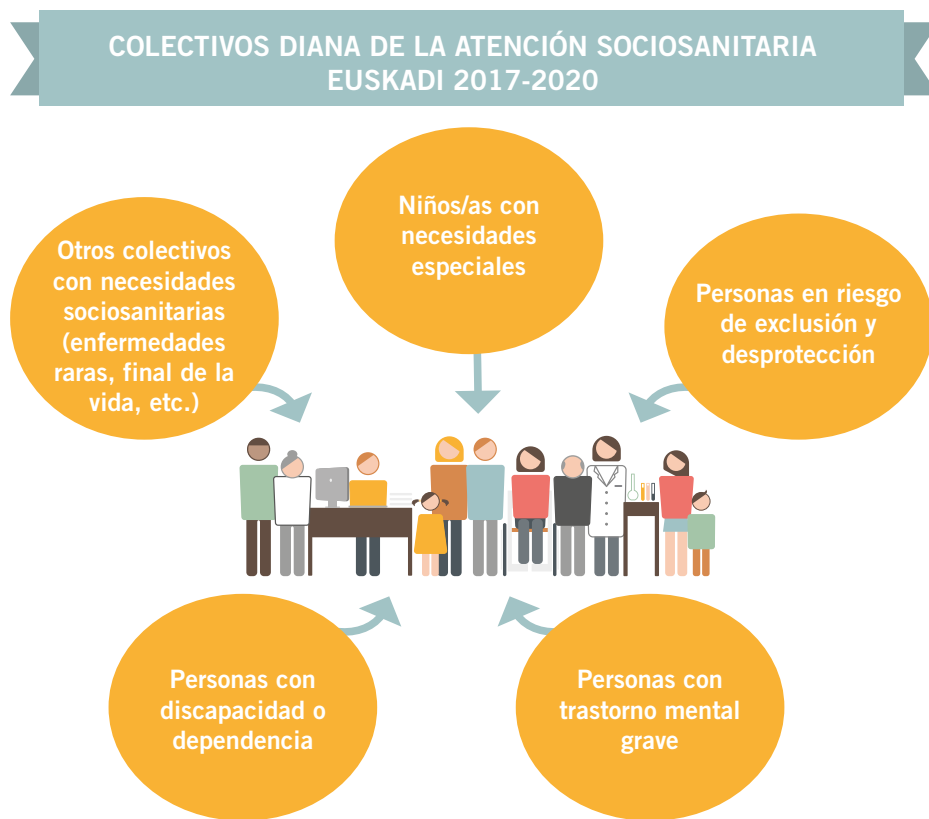 COLECTIVOS DIANA DE LA ATENCIÓN SOCIOSANITARIA
EUSKADI 2017-2020
Niños/as con
necesidades
especiales
Otros colectivos
con necesidades
sociosanitarias
(enfermedades
raras, final de la
vida, etc.)
Personas en riesgo
de exclusión y
desprotección
Personas con
discapacidad o
dependencia
Personas con
trastorno mental
grave